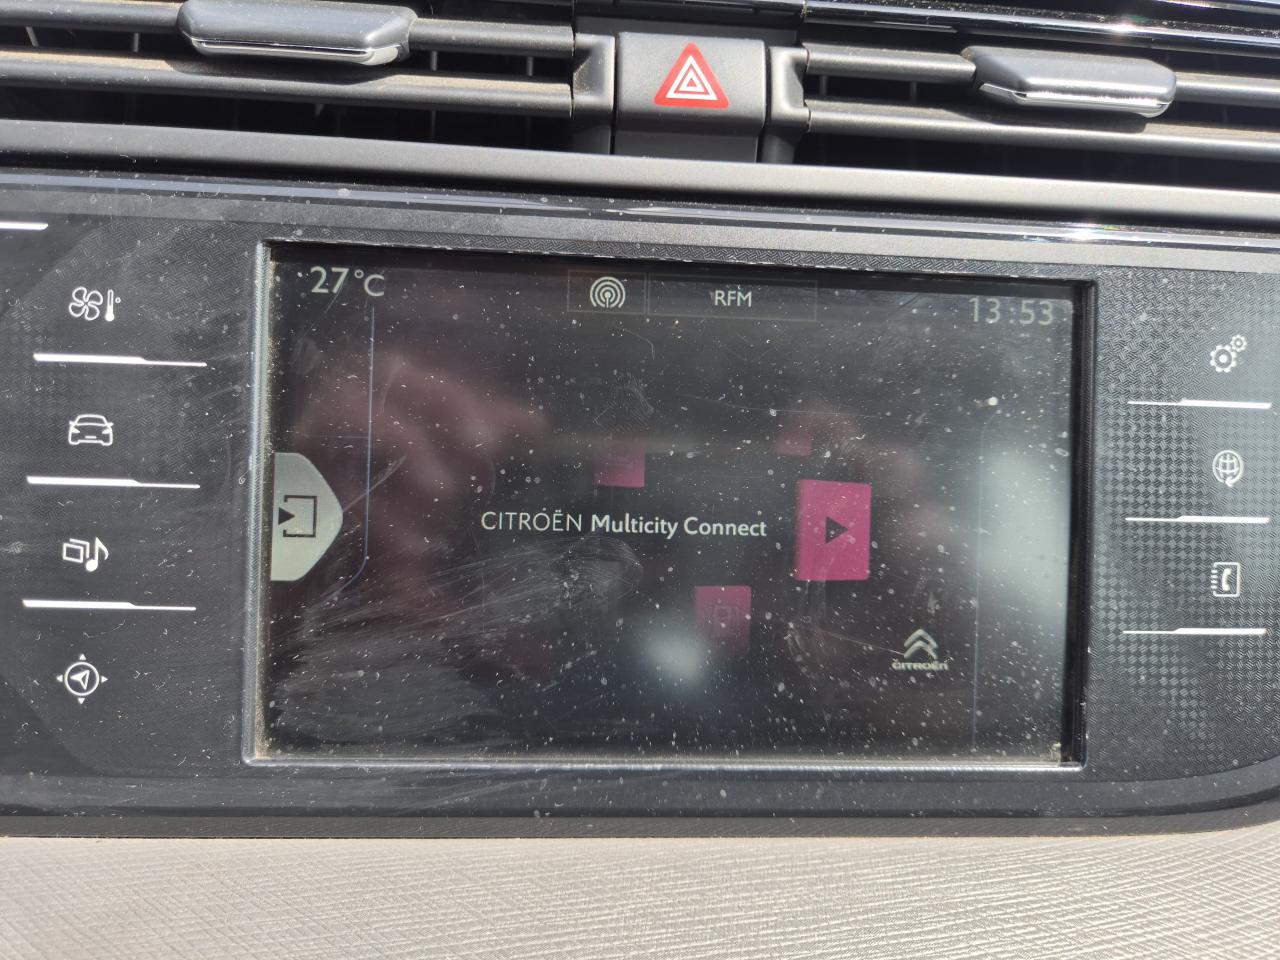 27°C
RFM
13:53
CITROËN Multicity Connect
CITROËN